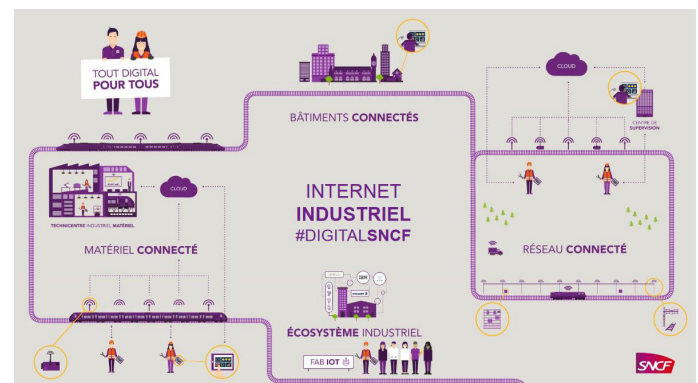 TOUT DIGITAL
POUR TOUS
BÂTIMENTS CONNECTÉS
CLOUD
CENTRE DE
SUPERVISION
CLOUD
TECHNICENTRE INDUSTRIEL MATÉRIEL
MATÉRIEL CONNECTÉ
INTERNET
INDUSTRIEL
#DIGITALSNCF
RÉSEAU CONNECTÉ
IBM
ÉCOSYSTÈME INDUSTRIEL
FAB IOT
SNCF